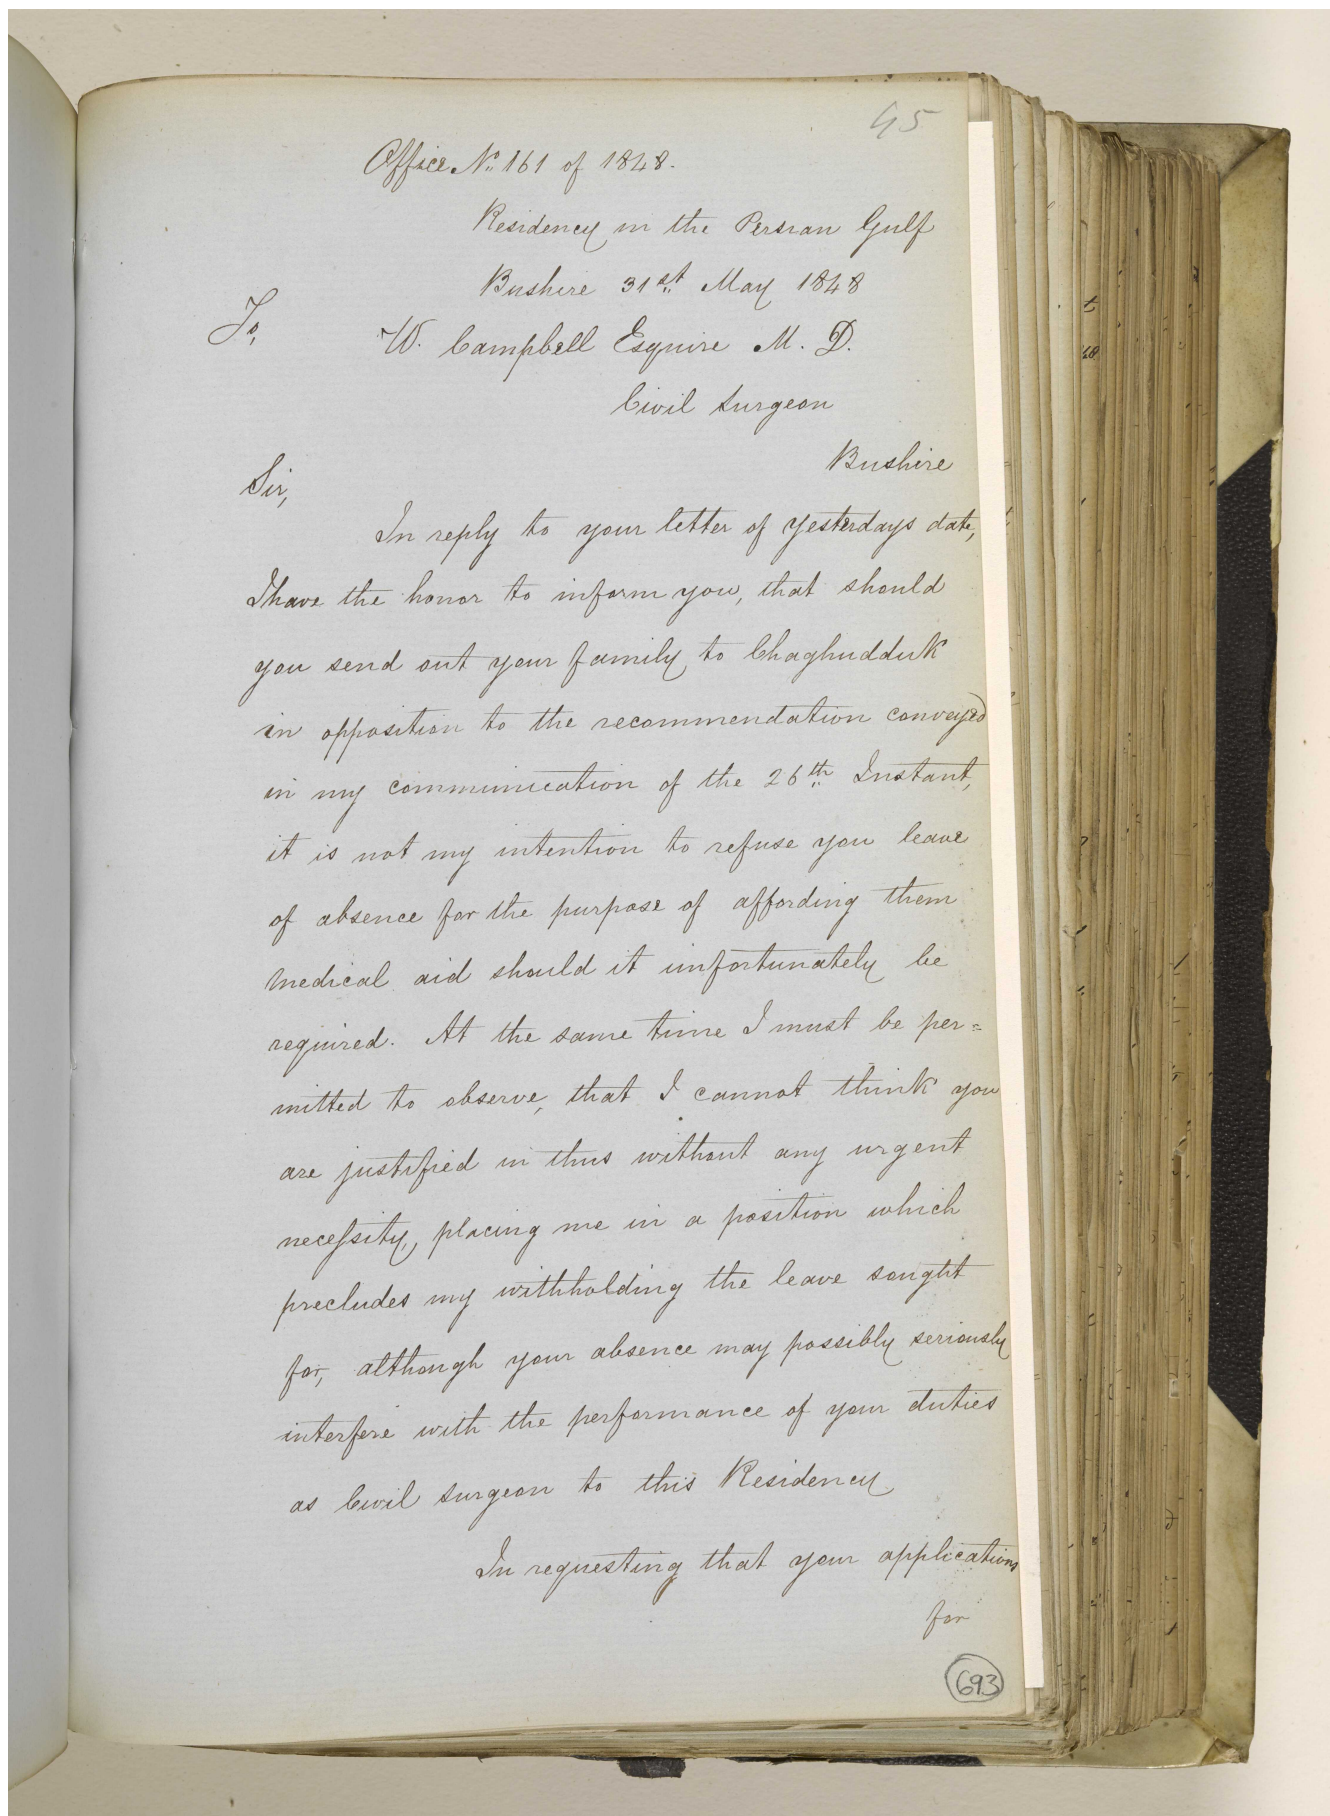 45
Office No. 161 of 1848.
Residency in the Persian Gulf
Bushire 31st May 1848
To,
W. Campbell Esquire M. D.
Civil Surgeon
Bushire
Sir,
In reply to your letter of yesterdays date,
I have the honor to inform you, that should
you send out your family to Chaghudduk
in opposition to the recommendation conveyed
in my communication of the 26th Instant,
it is not my intention to refuse you leave
of absence for the purpose of affording them
medical aid should it unfortunately be
required. At the same time I must be per=
mitted to observe, that I cannot think you
are justified in thus without any urgent
necessity, placing me in a position which
precludes my withholding the leave sought
for, although your absence may possibly seriously
interfere with the performance of your duties
as Civil Surgeon to this Residency
In requesting that your applications
for
693